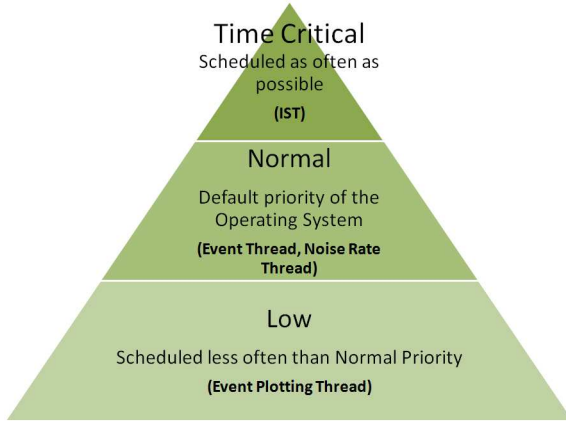 Time Critical
Scheduled as often as
possible
(IST)
Normal
Default priority of the
Operating System
(Event Thread, Noise Rate
Thread)
Low
Scheduled less often than Normal Priority
(Event Plotting Thread)